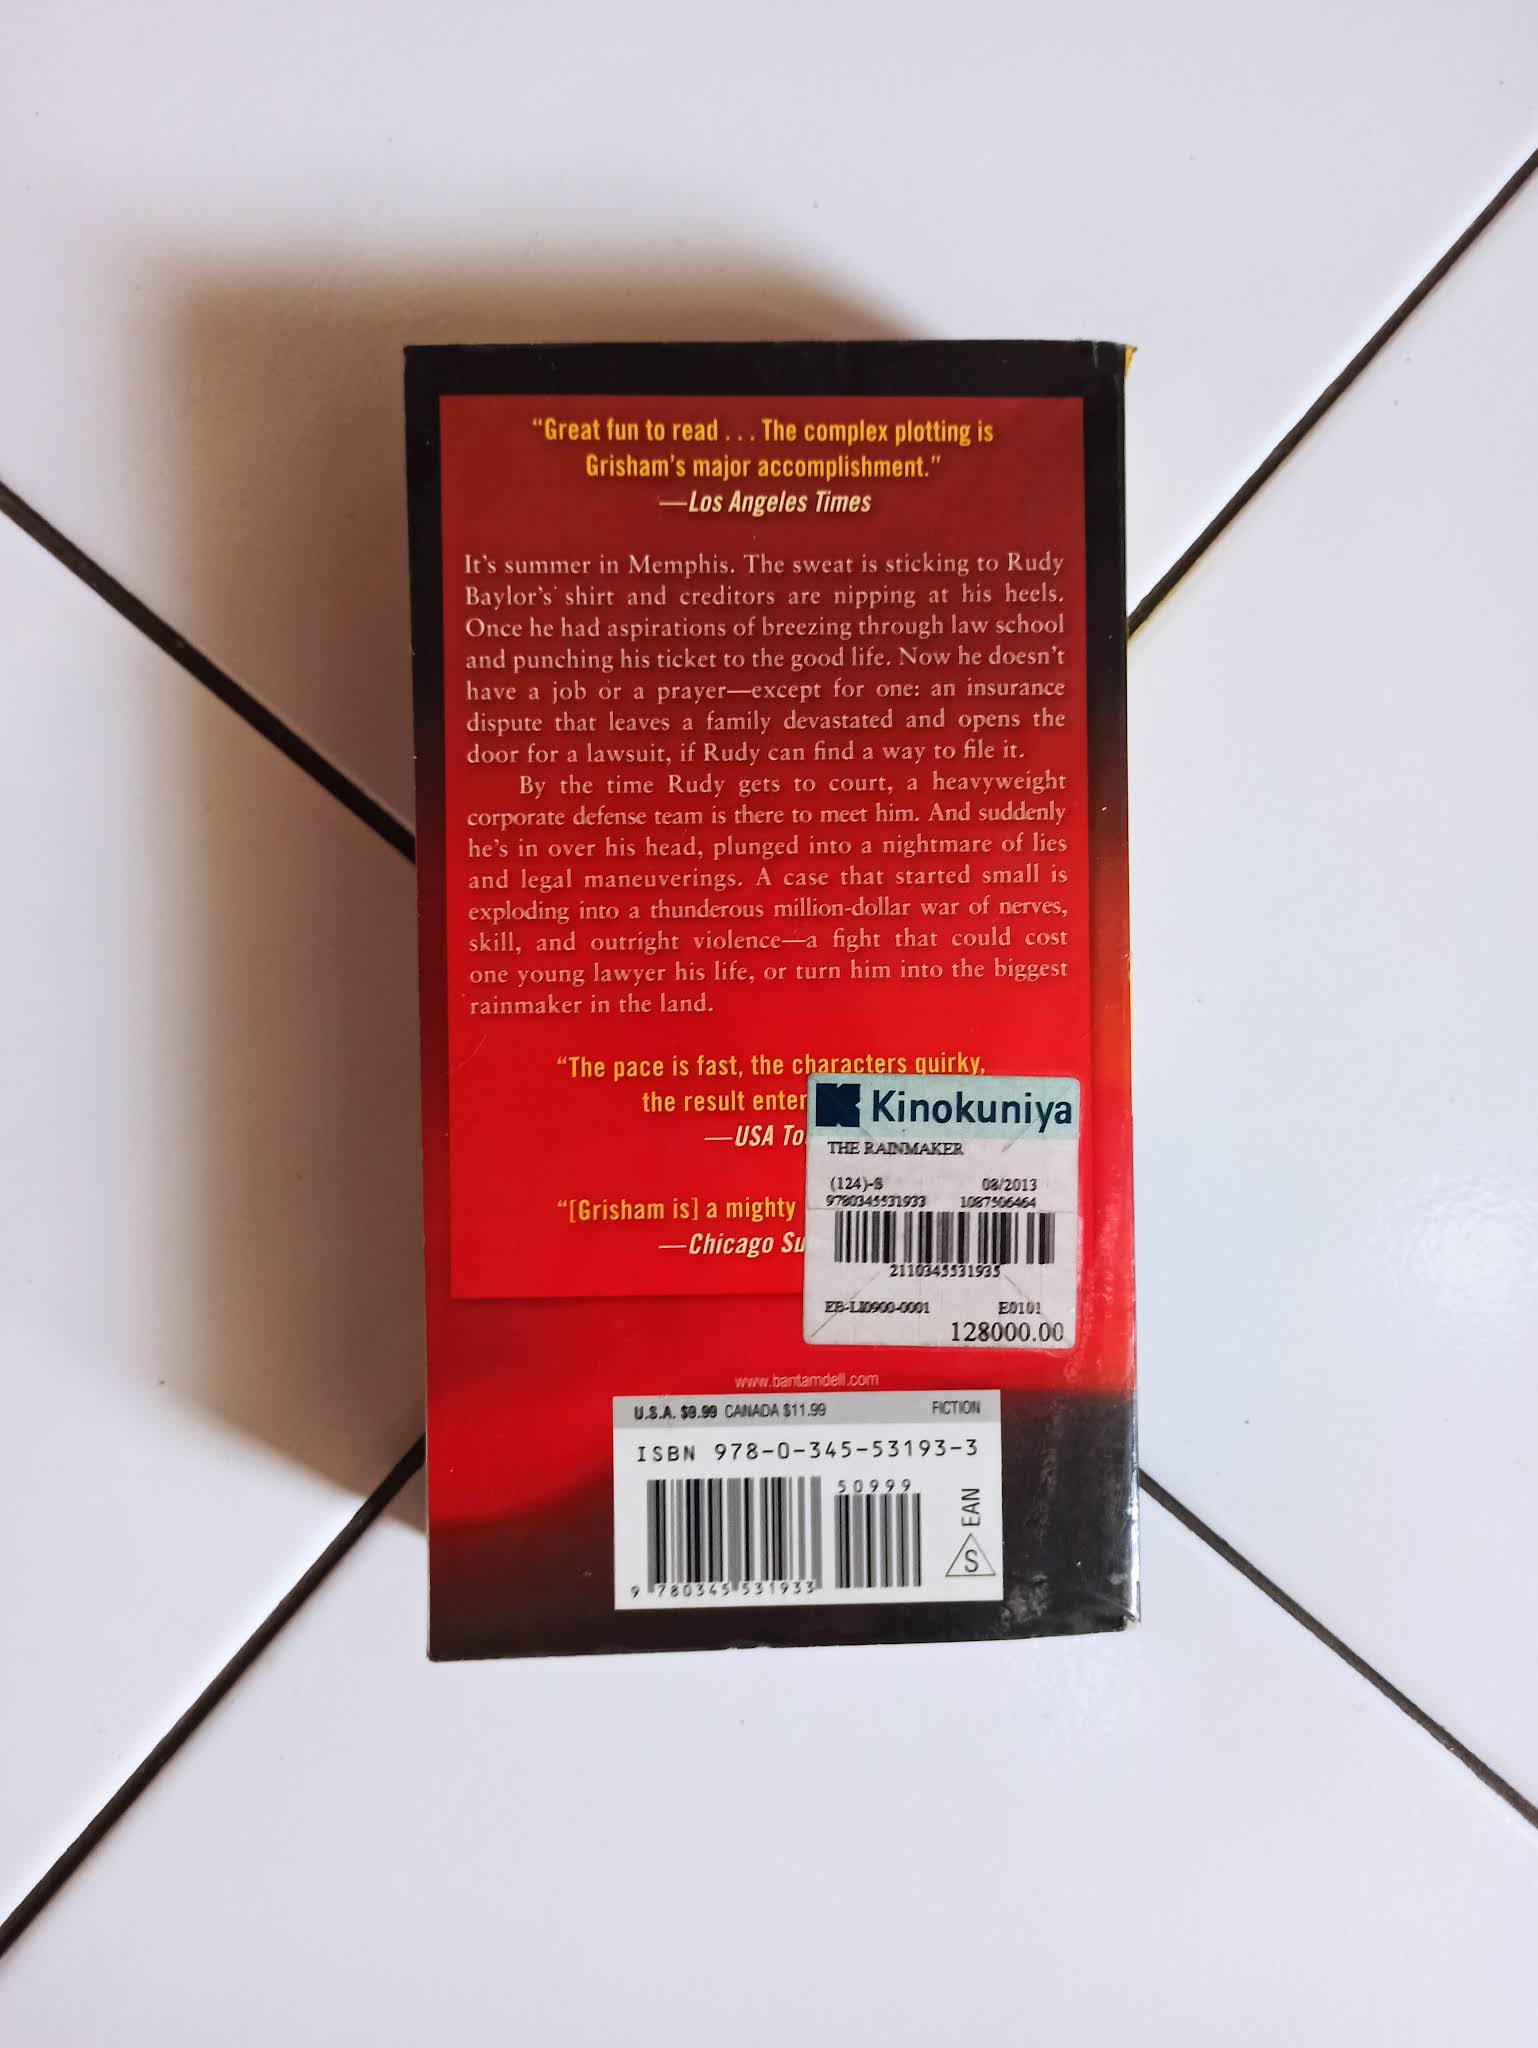 “Great fun to read . . . The complex plotting is
Grisham’s major accomplishment.”
—Los Angeles Times
It’s summer in Memphis. The sweat is sticking to Rudy
Baylor’s shirt and creditors are nipping at his heels.
Once he had aspirations of breezing through law school
and punching his ticket to the good life. Now he doesn’t
have a job or a prayer—except for one: an insurance
dispute that leaves a family devastated and opens the
door for a lawsuit, if Rudy can find a way to file it.
By the time Rudy gets to court, a heavyweight
corporate defense team is there to meet him. And suddenly
he’s in over his head, plunged into a nightmare of lies
and legal maneuverings. A case that started small is
exploding into a thunderous million-dollar war of nerves,
skill, and outright violence—a fight that could cost
one young lawyer his life, or turn him into the biggest
rainmaker in the land.
“The pace is fast, the characters quirky,
the result enter
—USA To
“[Grisham is] a mighty
—Chicago Su
Kinokuniya
THE RAINMAKER
(124)-S 08/2013
9780345531933 1087506464
2110345531935
EB-LI0900-0001 E0101
128000.00
www.bantamdell.com
U.S.A. $9.99 CANADA $11.99 FICTION
ISBN 978-0-345-53193-3
50999
S EAN
9 780345 531933